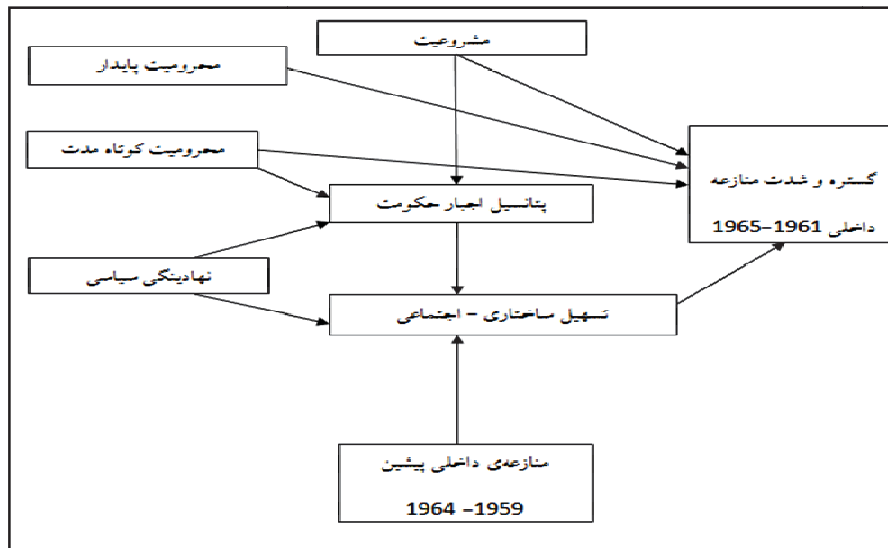 مشروعیت
محرومیت پایدار
محرومیت کوتاه مدت
گستره و شدت منازعه
داخلی 1961–1965
پتانسیل اجبار حکومت
نهادینگی سیاسی
تسهیل ساختاری – اجتماعی
منازعه‌ی داخلی پیشین
1959– 1964